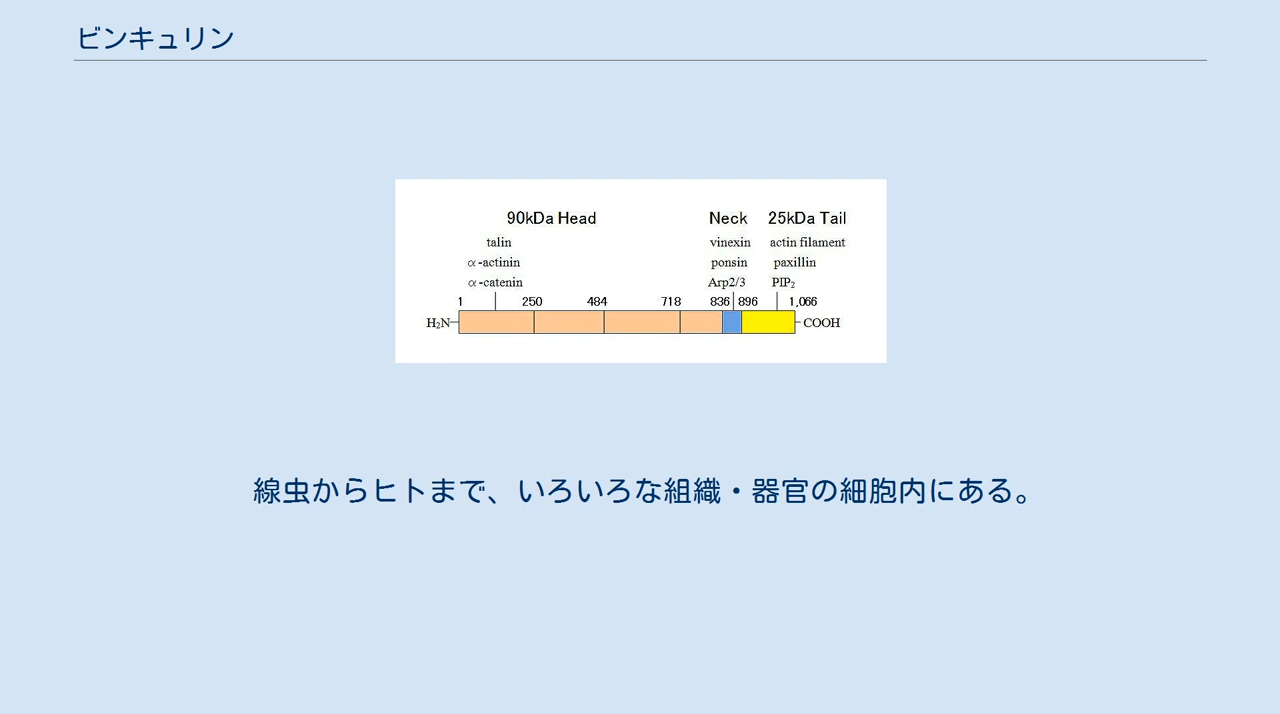 ビンキュリン
90kDa Head Neck 25kDa Tail
talin vinexin actin filament
α-actinin ponsin paxillin
α-catenin Arp2/3 PIP₂
1 250 484 718 836 896 1,066
H₂N COOH
線虫からヒトまで、いろいろな組織・器官の細胞内にある。